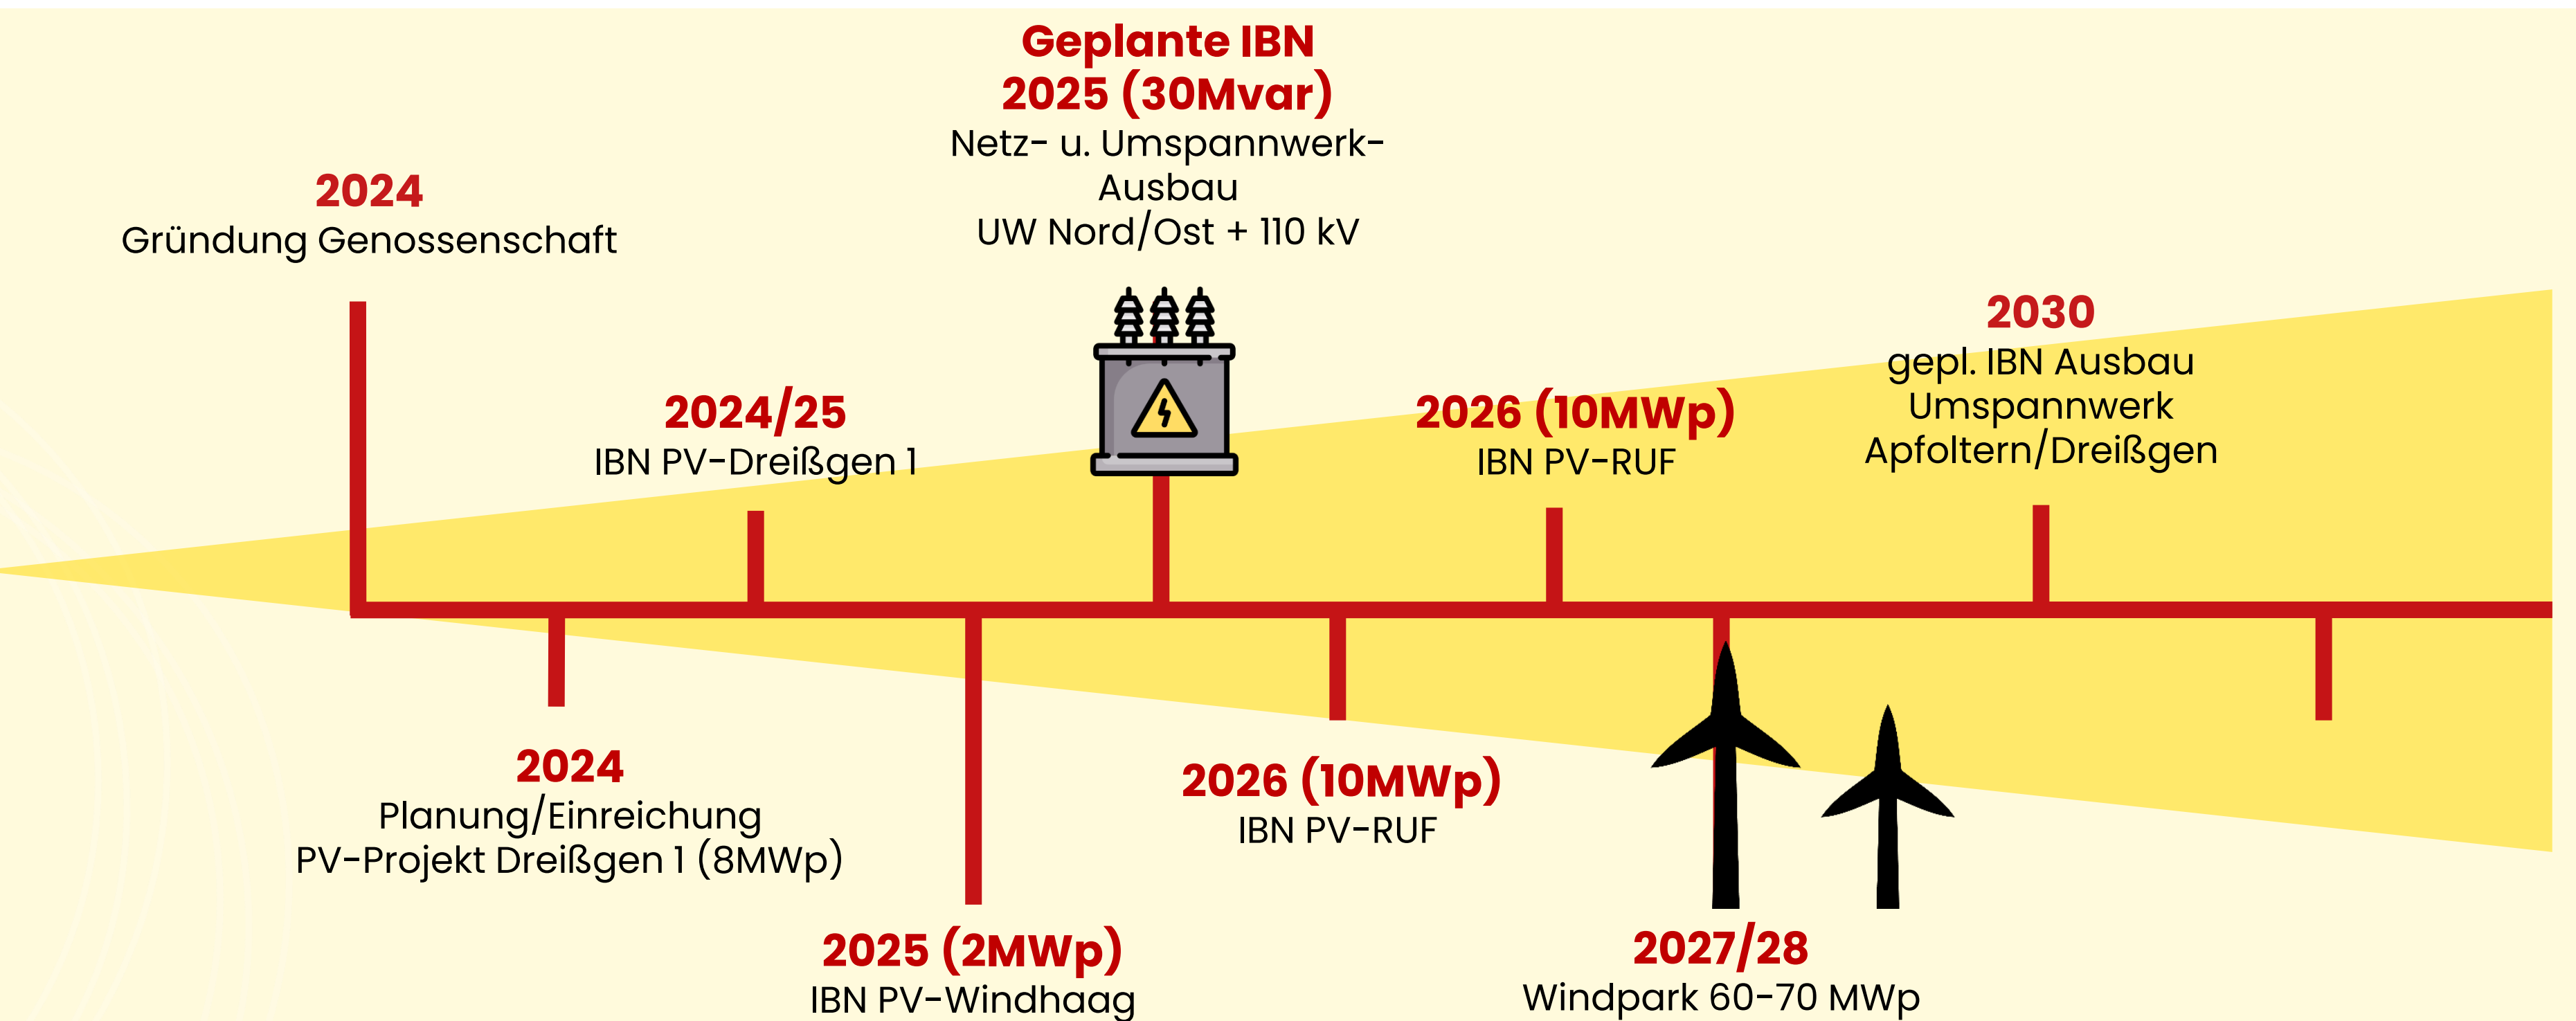 2024
Gründung Genossenschaft
2024
Planung/Einreichung
PV-Projekt Dreißgen 1 (8MWp)
2024/25
IBN PV-Dreißgen 1
2025 (2MWp)
IBN PV-Windhaag
Geplante IBN
2025 (30Mvar)
Netz- u. Umspannwerk-
Ausbau
UW Nord/Ost + 110 kV
2026 (10MWp)
IBN PV-RUF
2026 (10MWp)
IBN PV-RUF
2027/28
Windpark 60-70 MWp
2030
gepl. IBN Ausbau
Umspannwerk
Apfoltern/Dreißgen